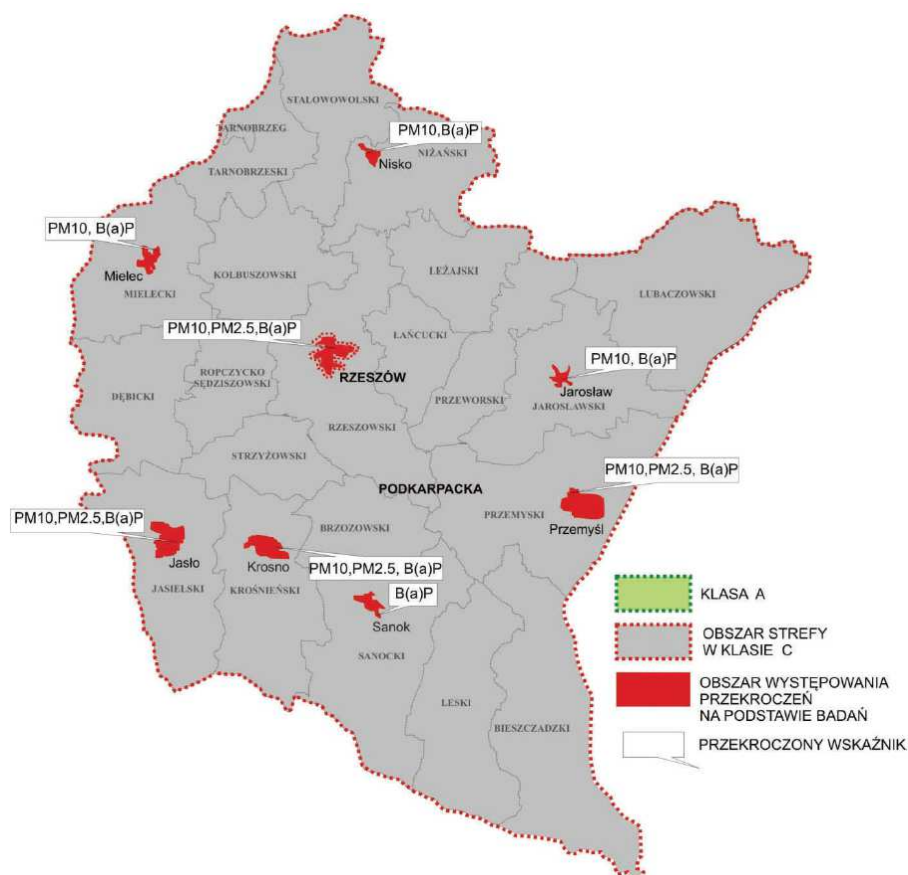 STALOWOWOLSKI
TARNOBRZEG
PM10,B(a)P
NIŻAŃSKI
Nisko
TARNOBRZESKI
PM10, B(a)P
Mielec
MIELECKI
KOLBUSZOWSKI
LEŻAJSKI
LUBACZOWSKI
PM10,PM2.5,B(a)P
ŁAŃCUCKI
RZESZÓW
PM10, B(a)P
Jarosław
JAROSŁAWSKI
ROPCZYCKO
SĘDZISZOWSKI
DĘBICKI
PRZEWORSKI
RZESZOWSKI
STRZYŻOWSKI
PODKARPACKA
PM10,PM2.5, B(a)P
PRZEMYSKI
Przemyśl
PM10,PM2.5,B(a)P
Jasło
JASIELSKI
BRZOZOWSKI
Krosno
KROŚNIEŃSKI
PM10,PM2.5, B(a)P
B(a)P
Sanok
SANOCKI
LESKI
BIESZCZADZKI
KLASA A
OBSZAR STREFY
W KLASIE C
OBSZAR WYSTĘPOWANIA
PRZEKROCZEŃ
NA PODSTAWIE BADAŃ
PRZEKROCZONY WSKAŹNIK